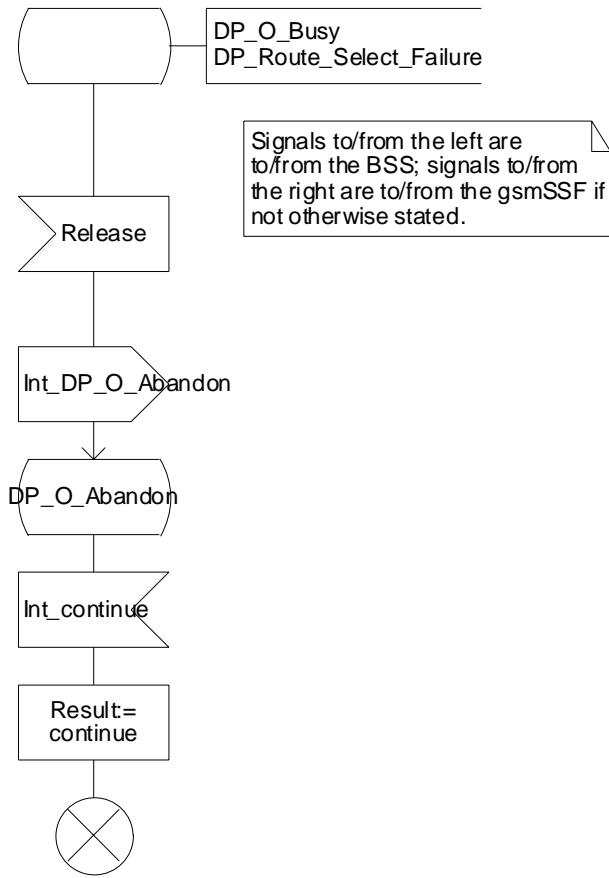 DP_O_Busy
DP_Route_Select_Failure
Signals to/from the left are
to/from the BSS; signals to/from
the right are to/from the gsmSSF if
not otherwise stated.
Release
Int_DP_O_Abandon
DP_O_Abandon
Int_continue
Result:=
continue